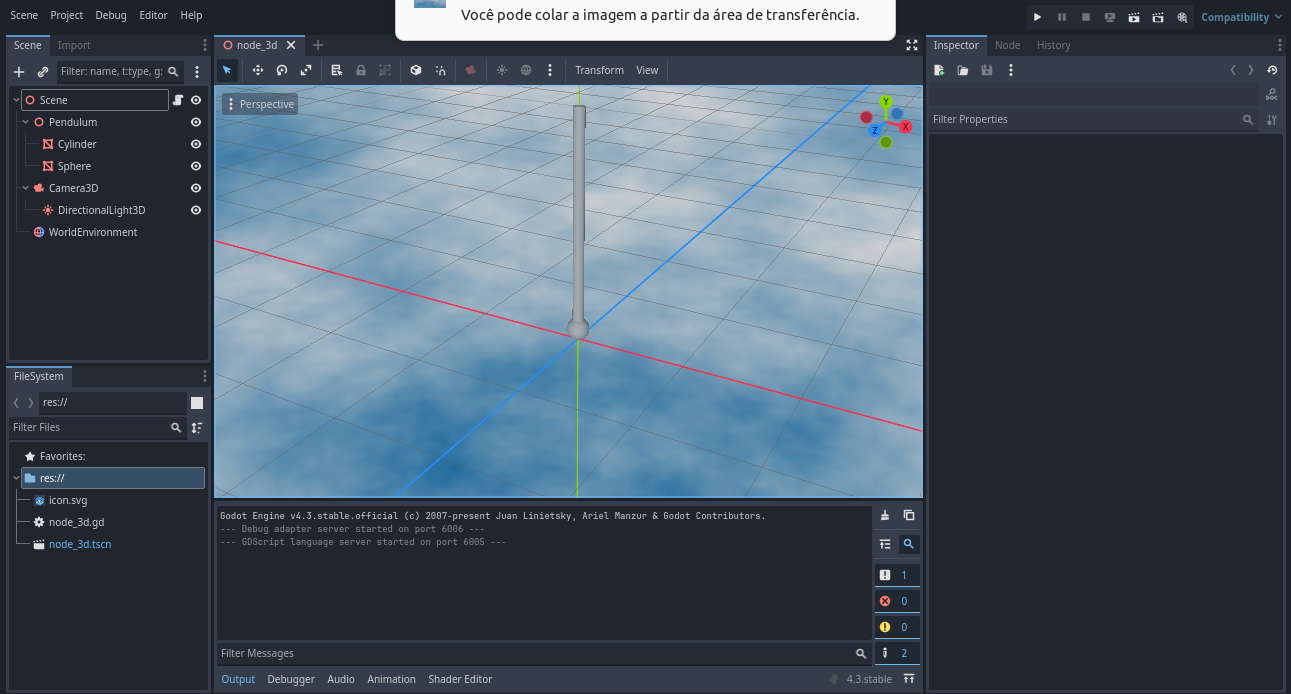 Scene Project Debug Editor Help
Você pode colar a imagem a partir da área de transferência.
Compatibility
Scene Import
Filter: name, t:type, g:
Scene
Pendulum
Cylinder
Sphere
Camera3D
DirectionalLight3D
WorldEnvironment
FileSystem
res://
Filter Files
Favorites:
res://
icon.svg
node_3d.gd
node_3d.tscn
node_3d
Transform View
Perspective
Y
X
Z
Godot Engine v4.3.stable.official (c) 2007-present Juan Linietsky, Ariel Manzur & Godot Contributors.
--- Debug adapter server started on port 6006 ---
--- GDScript language server started on port 6005 ---
1
0
0
2
Filter Messages
Output Debugger Audio Animation Shader Editor
4.3.stable
Inspector Node History
Filter Properties